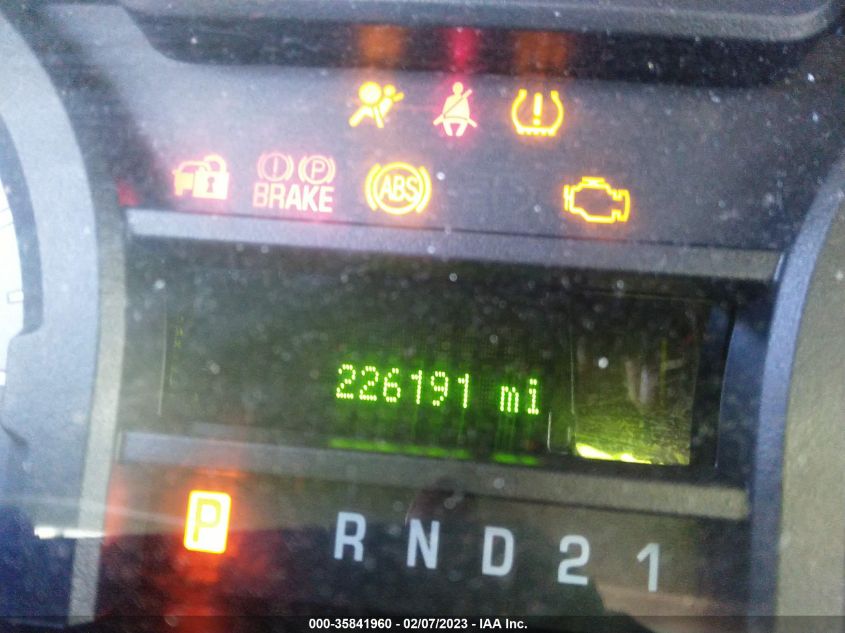 ! P
BRAKE
ABS
!
226191 mi
P R N D 2 1
000-35841960 - 02/07/2023 - IAA Inc.